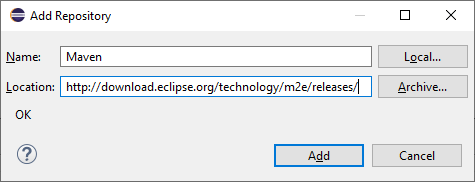 Add Repository
Name: Maven Local...
Location: http://download.eclipse.org/technology/m2e/releases/ Archive...
OK
? Add Cancel